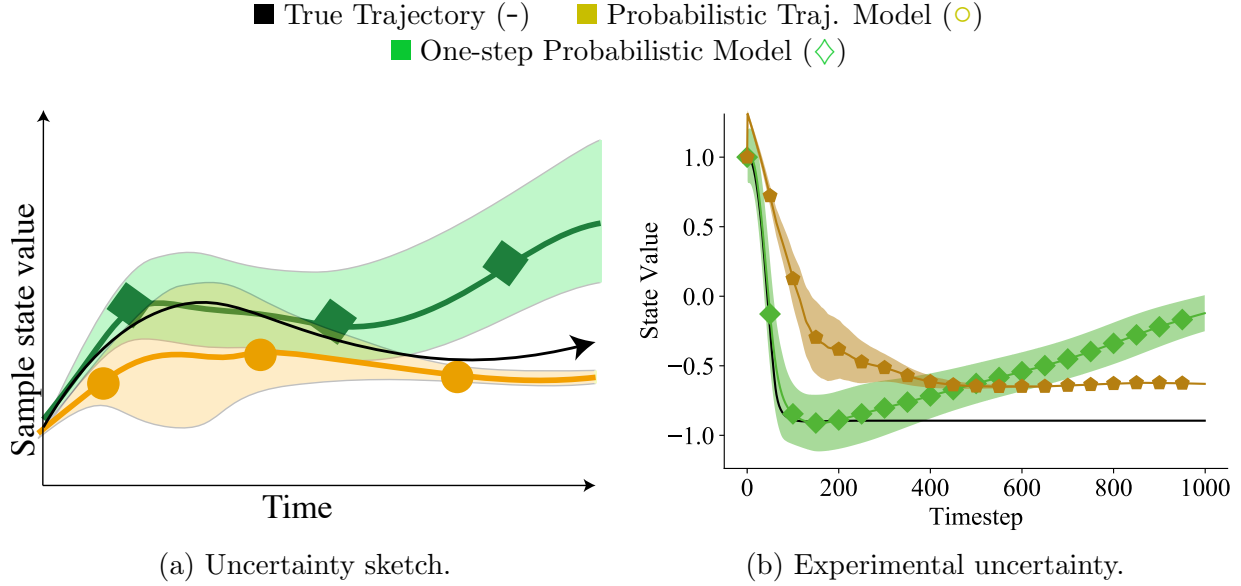 True Trajectory (-) Probabilistic Traj. Model (○)
One-step Probabilistic Model (◇)
Sample state value
Time
(a) Uncertainty sketch.
State Value
1.0
0.5
0.0
−0.5
−1.0
0 200 400 600 800 1000
Timestep
(b) Experimental uncertainty.